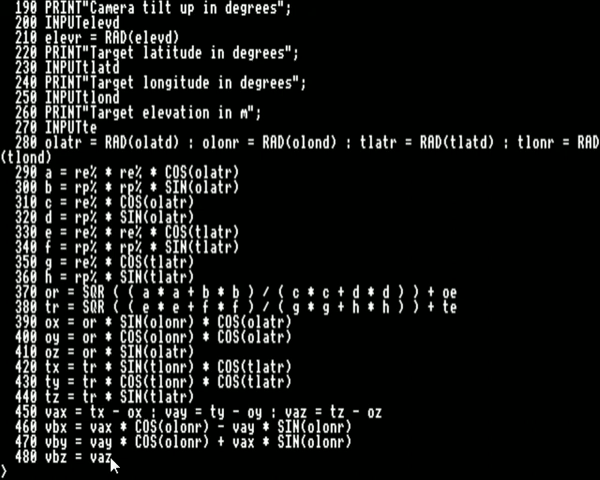 190 PRINT"Camera tilt up in degrees";
200 INPUTelevd
210 elevr = RAD(elevd)
220 PRINT"Target latitude in degrees";
230 INPUTtlatd
240 PRINT"Target longitude in degrees";
250 INPUTtlond
260 PRINT"Target elevation in m";
270 INPUTte
280 olatr = RAD(olatd) : olonr = RAD(olond) : tlatr = RAD(tlatd) : tlonr = RAD
(tlond)
290 a = re% * re% * COS(olatr)
300 b = rp% * rp% * SIN(olatr)
310 c = re% * COS(olatr)
320 d = rp% * SIN(olatr)
330 e = re% * re% * COS(tlatr)
340 f = rp% * rp% * SIN(tlatr)
350 g = re% * COS(tlatr)
360 h = rp% * SIN(tlatr)
370 or = SQR ( ( a * a + b * b ) / ( c * c + d * d ) ) + oe
380 tr = SQR ( ( e * e + f * f ) / ( g * g + h * h ) ) + te
390 ox = or * SIN(olonr) * COS(olatr)
400 oy = or * COS(olonr) * COS(olatr)
410 oz = or * SIN(olatr)
420 tx = tr * SIN(tlonr) * COS(tlatr)
430 ty = tr * COS(tlonr) * COS(tlatr)
440 tz = tr * SIN(tlatr)
450 vax = tx - ox : vay = ty - oy : vaz = tz - oz
460 vbx = vax * COS(olonr) - vay * SIN(olonr)
470 vby = vay * COS(olonr) + vax * SIN(olonr)
480 vbz = vaz
>